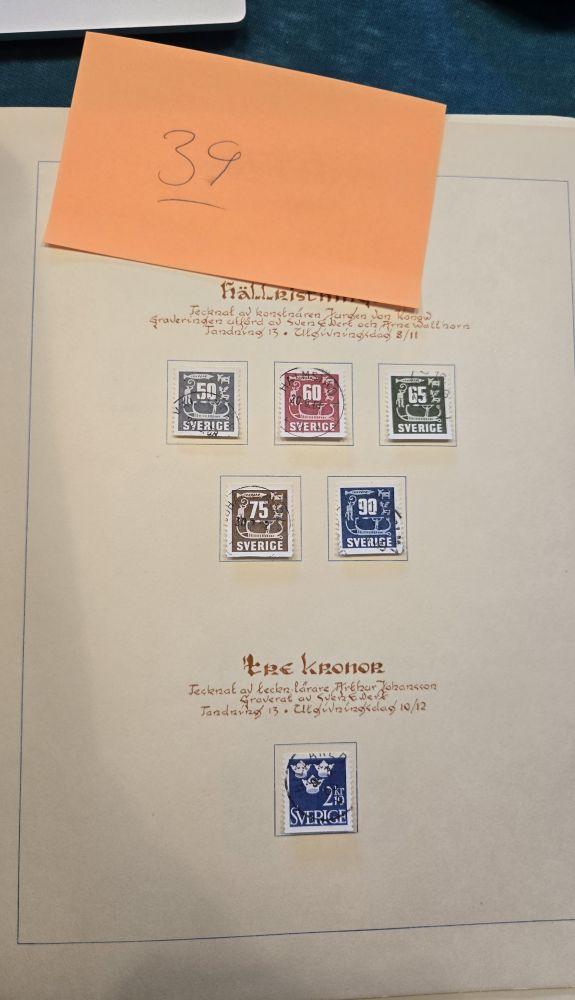 39
Hällristning
Tecknat av konstnären Jurgen von Konow
Graveringen utförd av Sven Ewert och Arne Wallhorn
Tandning 13 • Utgivningsdag 8/11
50
SVERIGE
60
SVERIGE
65
SVERIGE
75
SVERIGE
90
SVERIGE
TRE KRONOR
Tecknat av teckn.lärare Arthur Johansson
Graverat av Sven Ewert
Tandning 13 • Utgivningsdag 10/12
2 kr
10
SVERIGE